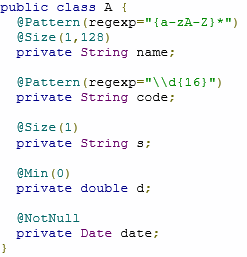 public class A {
@Pattern(regexp="{a-zA-Z}*")
@Size(1,128)
private String name;
@Pattern(regexp="\\d{16}")
private String code;
@Size(1)
private String s;
@Min(0)
private double d;
@NotNull
private Date date;
}